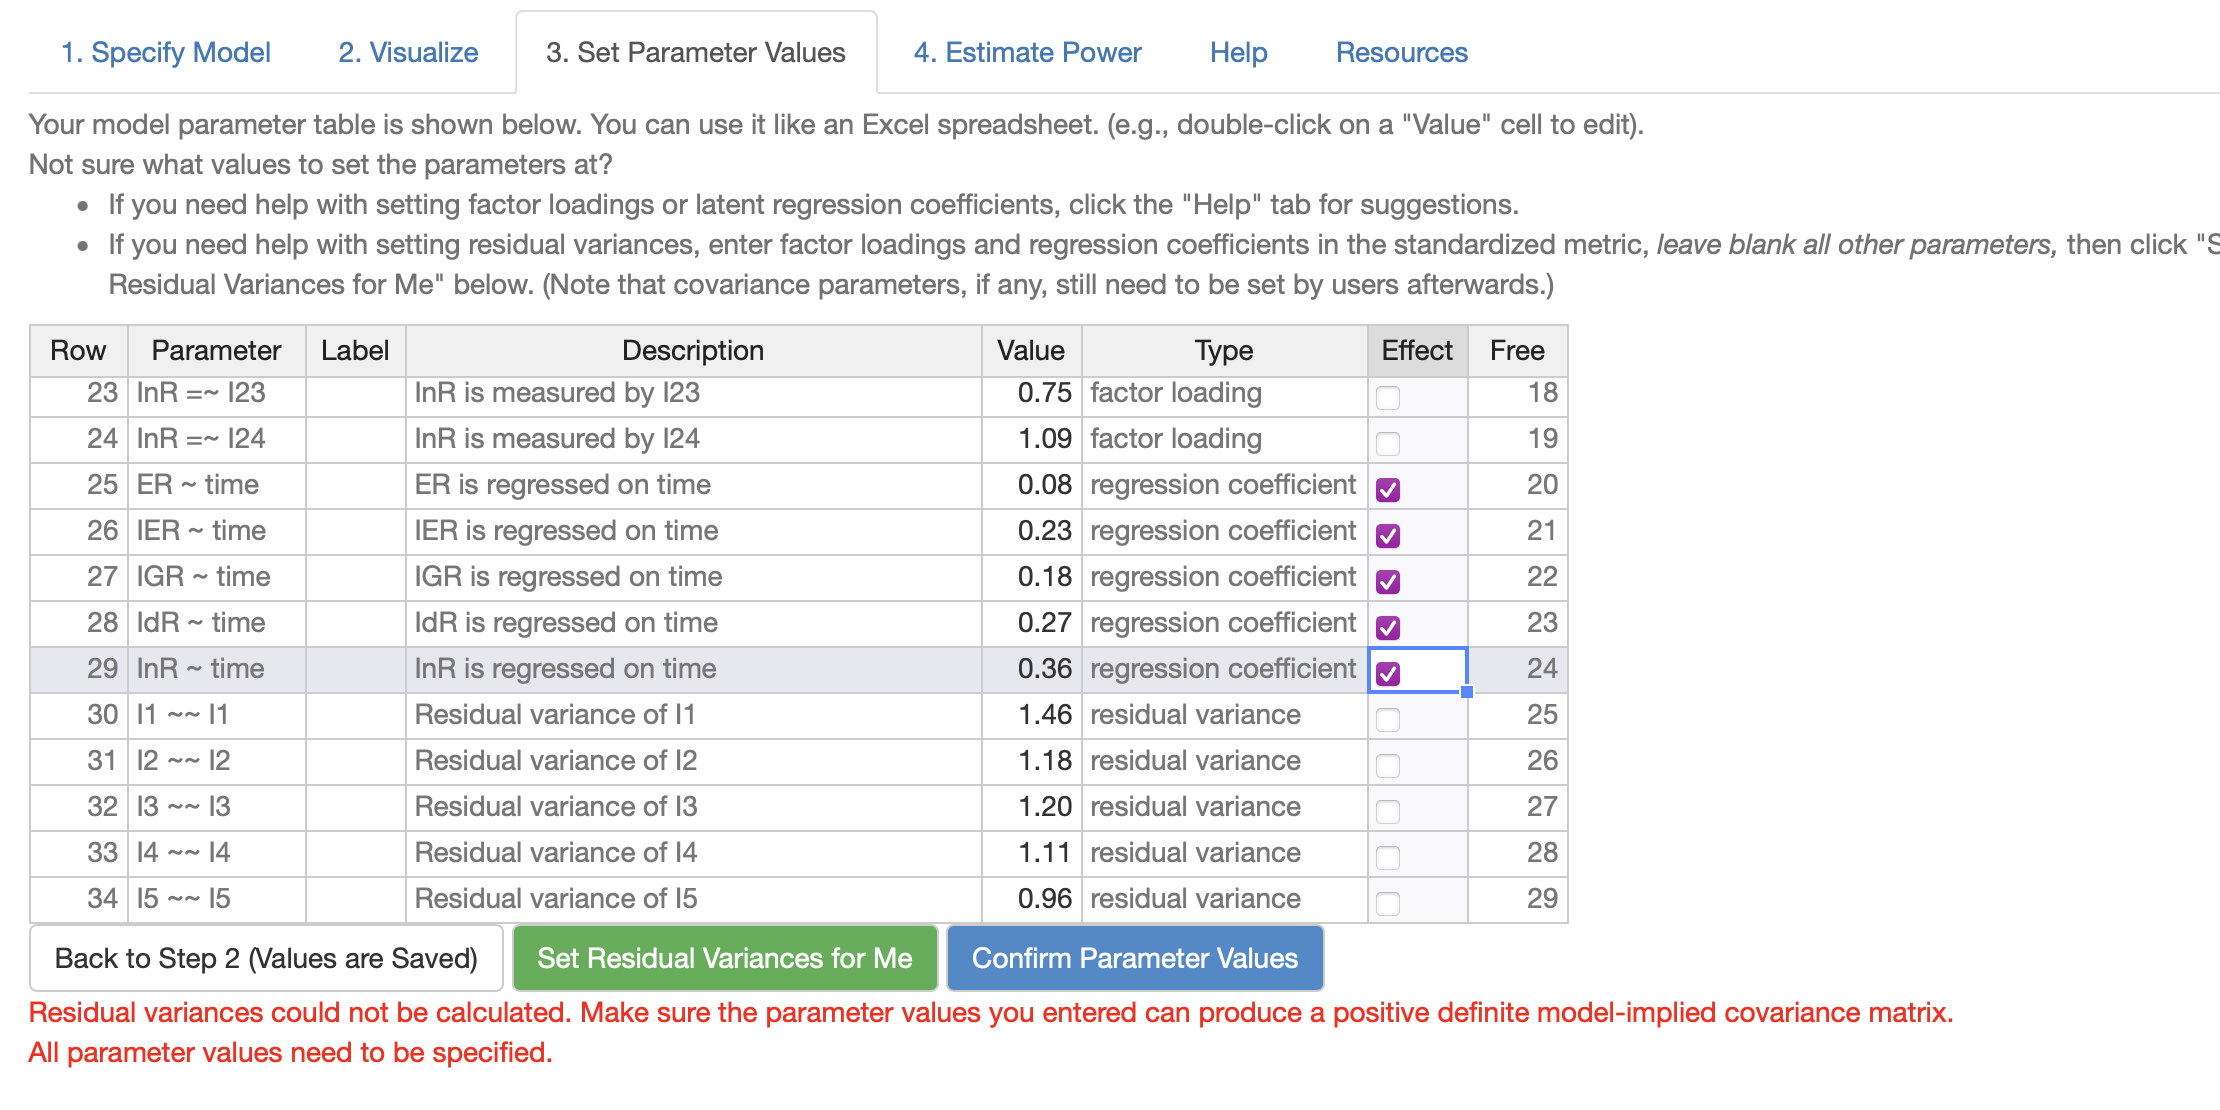 1. Specify Model 2. Visualize 3. Set Parameter Values 4. Estimate Power Help Resources
Your model parameter table is shown below. You can use it like an Excel spreadsheet. (e.g., double-click on a "Value" cell to edit).
Not sure what values to set the parameters at?
• If you need help with setting factor loadings or latent regression coefficients, click the "Help" tab for suggestions.
• If you need help with setting residual variances, enter factor loadings and regression coefficients in the standardized metric, leave blank all other parameters, then click "S
Residual Variances for Me" below. (Note that covariance parameters, if any, still need to be set by users afterwards.)
Row Parameter Label Description Value Type Effect Free
23 InR =~ I23 InR is measured by I23 0.75 factor loading 18
24 InR =~ I24 InR is measured by I24 1.09 factor loading 19
25 ER ~ time ER is regressed on time 0.08 regression coefficient 20
26 IER ~ time IER is regressed on time 0.23 regression coefficient 21
27 IGR ~ time IGR is regressed on time 0.18 regression coefficient 22
28 IdR ~ time IdR is regressed on time 0.27 regression coefficient 23
29 InR ~ time InR is regressed on time 0.36 regression coefficient 24
30 I1 ~~ I1 Residual variance of I1 1.46 residual variance 25
31 I2 ~~ I2 Residual variance of I2 1.18 residual variance 26
32 I3 ~~ I3 Residual variance of I3 1.20 residual variance 27
33 I4 ~~ I4 Residual variance of I4 1.11 residual variance 28
34 I5 ~~ I5 Residual variance of I5 0.96 residual variance 29
Back to Step 2 (Values are Saved) Set Residual Variances for Me Confirm Parameter Values
Residual variances could not be calculated. Make sure the parameter values you entered can produce a positive definite model-implied covariance matrix.
All parameter values need to be specified.